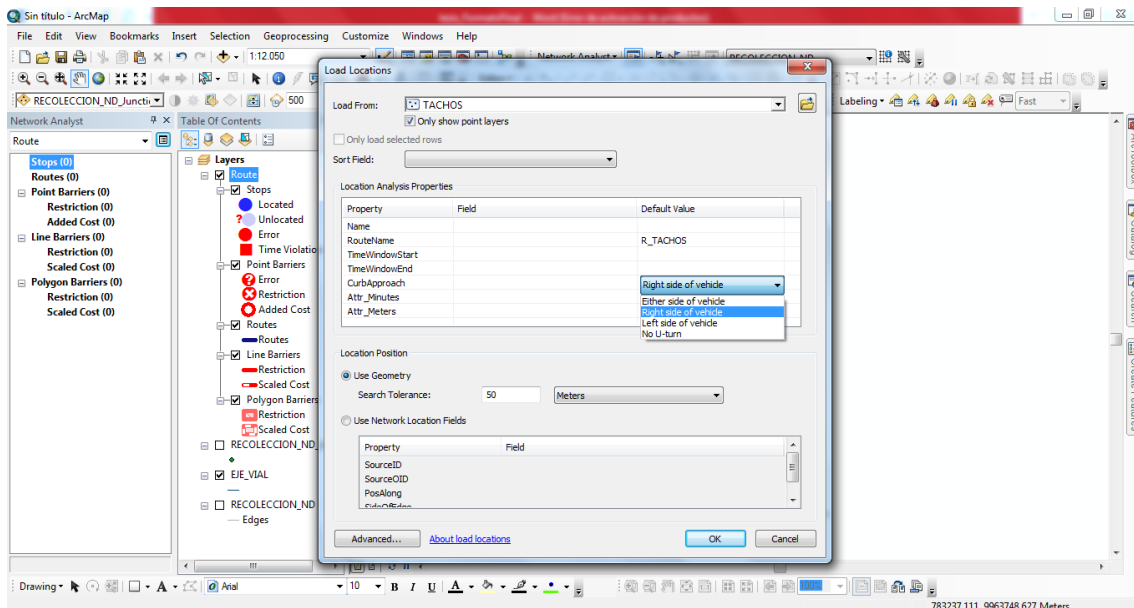 Sin título - ArcMap
File Edit View Bookmarks Insert Selection Geoprocessing Customize Windows Help
1:12.050
Network Analyst
RECOLECCION_ND_Juncti
500
Labeling
Fast
Network Analyst
Route
Stops (0)
Routes (0)
Point Barriers (0)
Restriction (0)
Added Cost (0)
Line Barriers (0)
Restriction (0)
Scaled Cost (0)
Polygon Barriers (0)
Restriction (0)
Scaled Cost (0)
Table Of Contents
Layers
Route
Stops
Located
? Unlocated
Error
Time Violatio
Point Barriers
Error
Restriction
Added Cost
Routes
Routes
Line Barriers
Restriction
Scaled Cost
Polygon Barriers
Restriction
Scaled Cost
RECOLECCION_ND_
EJE_VIAL
RECOLECCION_ND
Edges
Load Locations
Load From: TACHOS
Only show point layers
Only load selected rows
Sort Field:
Location Analysis Properties
Property Field Default Value
Name
RouteName R_TACHOS
TimeWindowStart
TimeWindowEnd
CurbApproach Right side of vehicle
Attr_Minutes Either side of vehicle
Attr_Meters Right side of vehicle
Left side of vehicle
No U-turn
Location Position
Use Geometry
Search Tolerance: 50 Meters
Use Network Location Fields
Property Field
SourceID
SourceOID
PosAlong
SideOfEdge
Advanced... About load locations OK Cancel
Drawing A Arial 10 B I U A 100%
783237,111 9963748,627 Meters